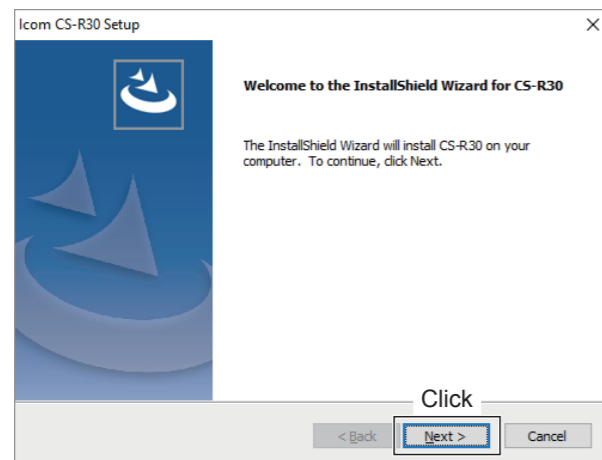 Icom CS-R30 Setup
Welcome to the InstallShield Wizard for CS-R30
The InstallShield Wizard will install CS-R30 on your
computer. To continue, click Next.
Click
< Back Next > Cancel